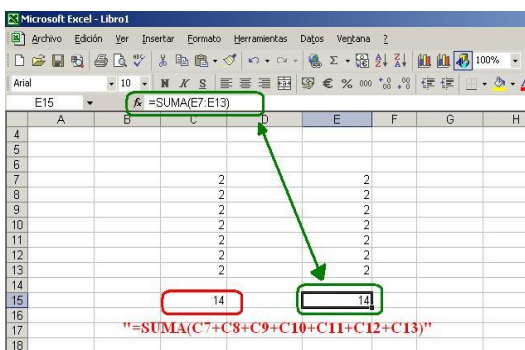 Microsoft Excel - Libro1
Archivo Edición Ver Insertar Formato Herramientas Datos Ventana ?
100%
Arial 10 N K S € % 000
E15 fx =SUMA(E7:E13)
A B C D E F G H
4
5
6
7 2 2
8 2 2
9 2 2
10 2 2
11 2 2
12 2 2
13 2 2
14
15 14 14
16
17 "=SUMA(C7+C8+C9+C10+C11+C12+C13)"
18